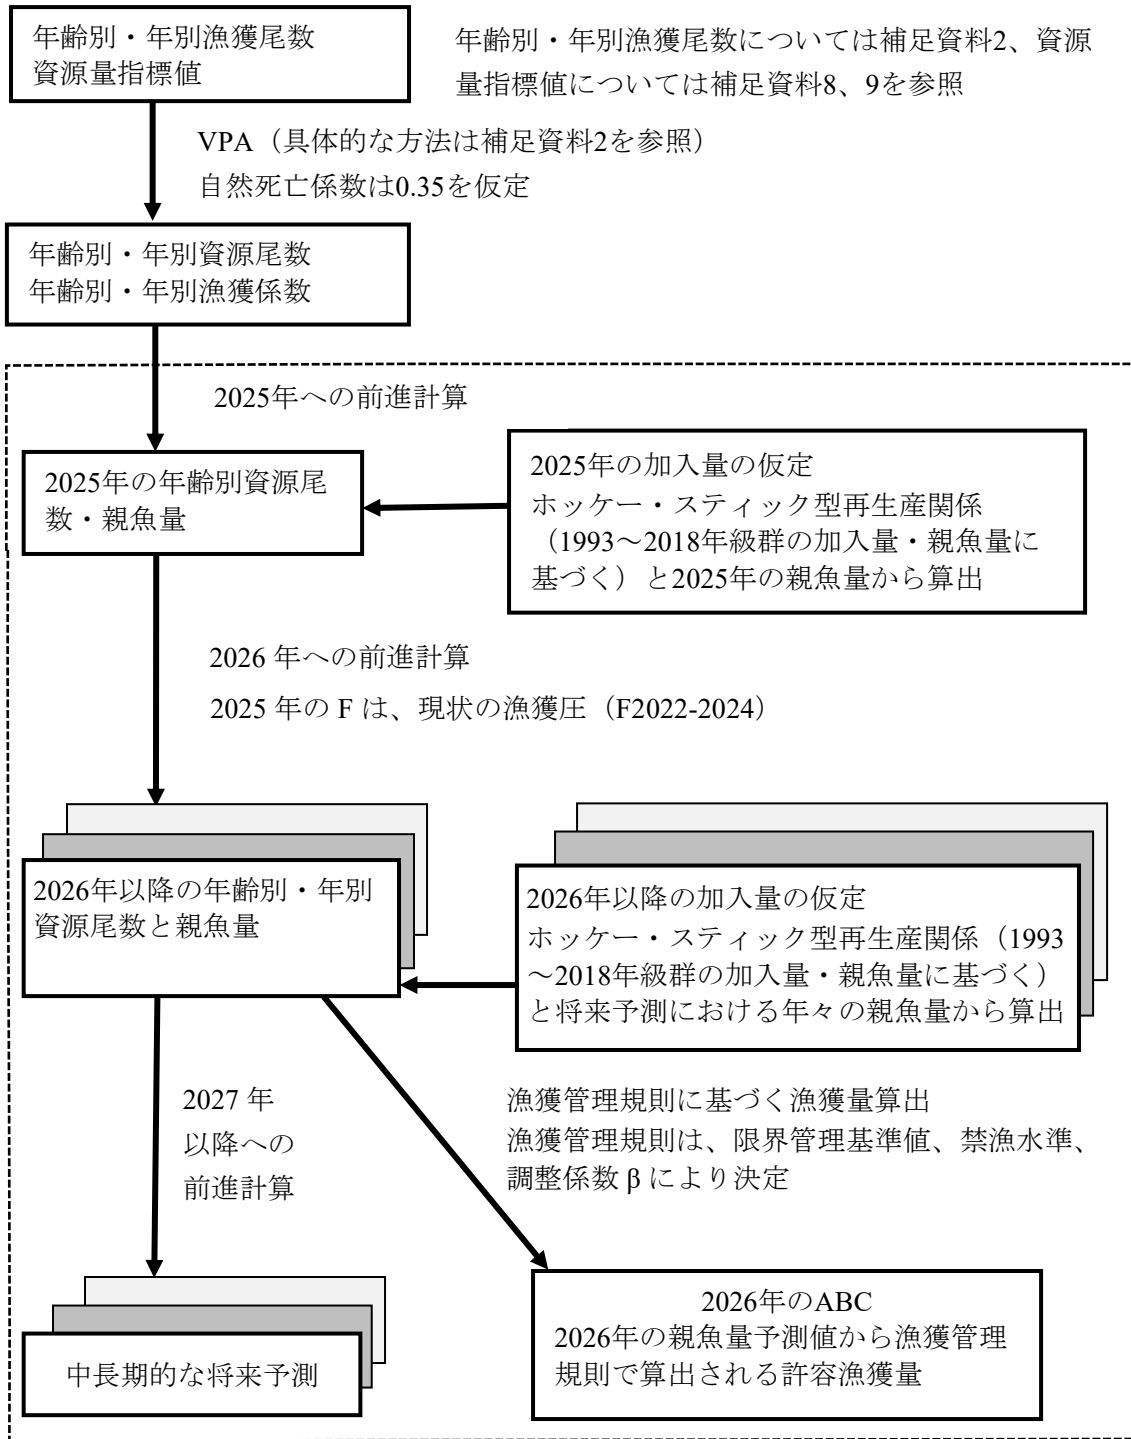 年齢別・年別漁獲尾数
資源量指標値
年齢別・年別漁獲尾数については補足資料2、資源
量指標値については補足資料8、9を参照
VPA（具体的な方法は補足資料2を参照）
自然死亡係数は0.35を仮定
年齢別・年別資源尾数
年齢別・年別漁獲係数
2025年への前進計算
2025年の年齢別資源尾
数・親魚量
2025年の加入量の仮定
ホッケー・スティック型再生産関係
（1993～2018年級群の加入量・親魚量に
基づく）と2025年の親魚量から算出
2026 年への前進計算
2025 年の F は、現状の漁獲圧（F2022-2024）
2026年以降の年齢別・年別
資源尾数と親魚量
2026年以降の加入量の仮定
ホッケー・スティック型再生産関係（1993
～2018年級群の加入量・親魚量に基づく）
と将来予測における年々の親魚量から算出
2027 年
以降への
前進計算
漁獲管理規則に基づく漁獲量算出
漁獲管理規則は、限界管理基準値、禁漁水準、
調整係数 β により決定
中長期的な将来予測
2026年のABC
2026年の親魚量予測値から漁獲管理
規則で算出される許容漁獲量